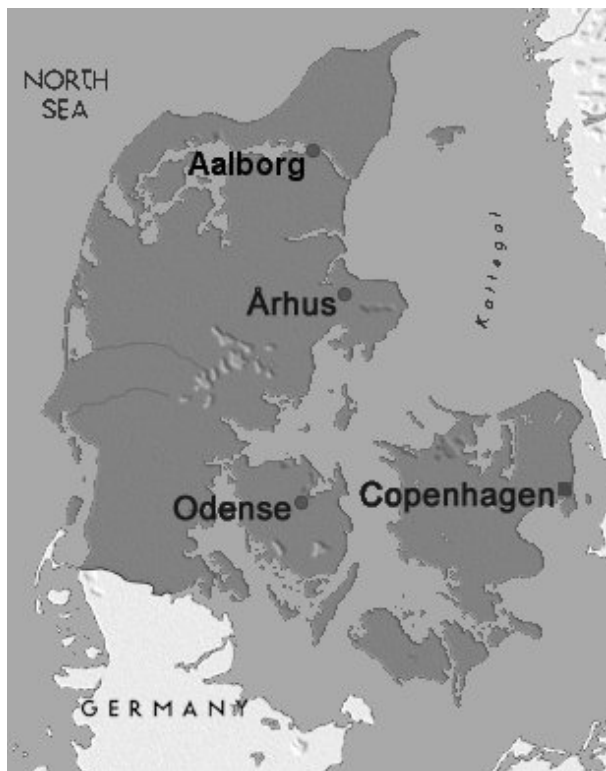 NORTH
SEA
Aalborg
Kattegat
Århus
Copenhagen
Odense
GERMANY